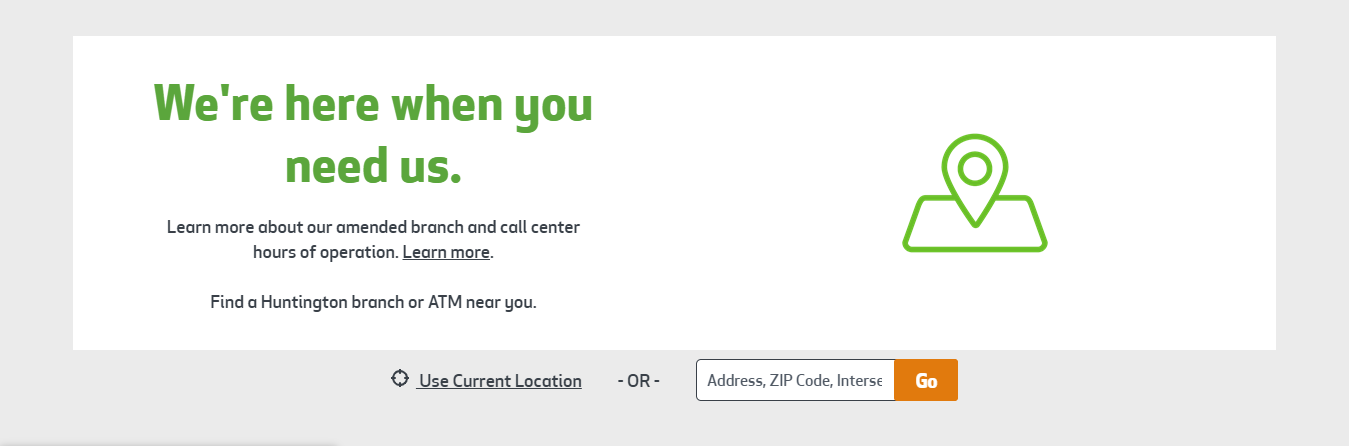 We're here when you
need us.
Learn more about our amended branch and call center
hours of operation. Learn more.
Find a Huntington branch or ATM near you.
Use Current Location - OR - Address, ZIP Code, Interse Go